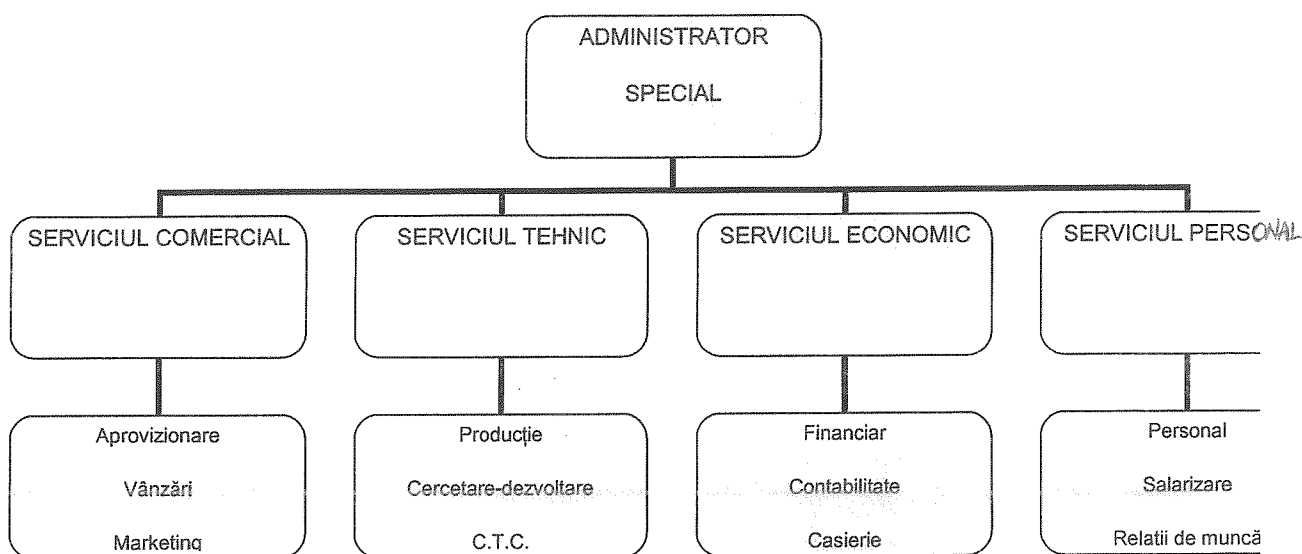 ADMINISTRATOR
SPECIAL
SERVICIUL COMERCIAL
SERVICIUL TEHNIC
SERVICIUL ECONOMIC
SERVICIUL PERSONAL
Aprovizionare
Vânzări
Marketing
Producție
Cercetare-dezvoltare
C.T.C.
Financiar
Contabilitate
Casierie
Personal
Salarizare
Relatii de muncă